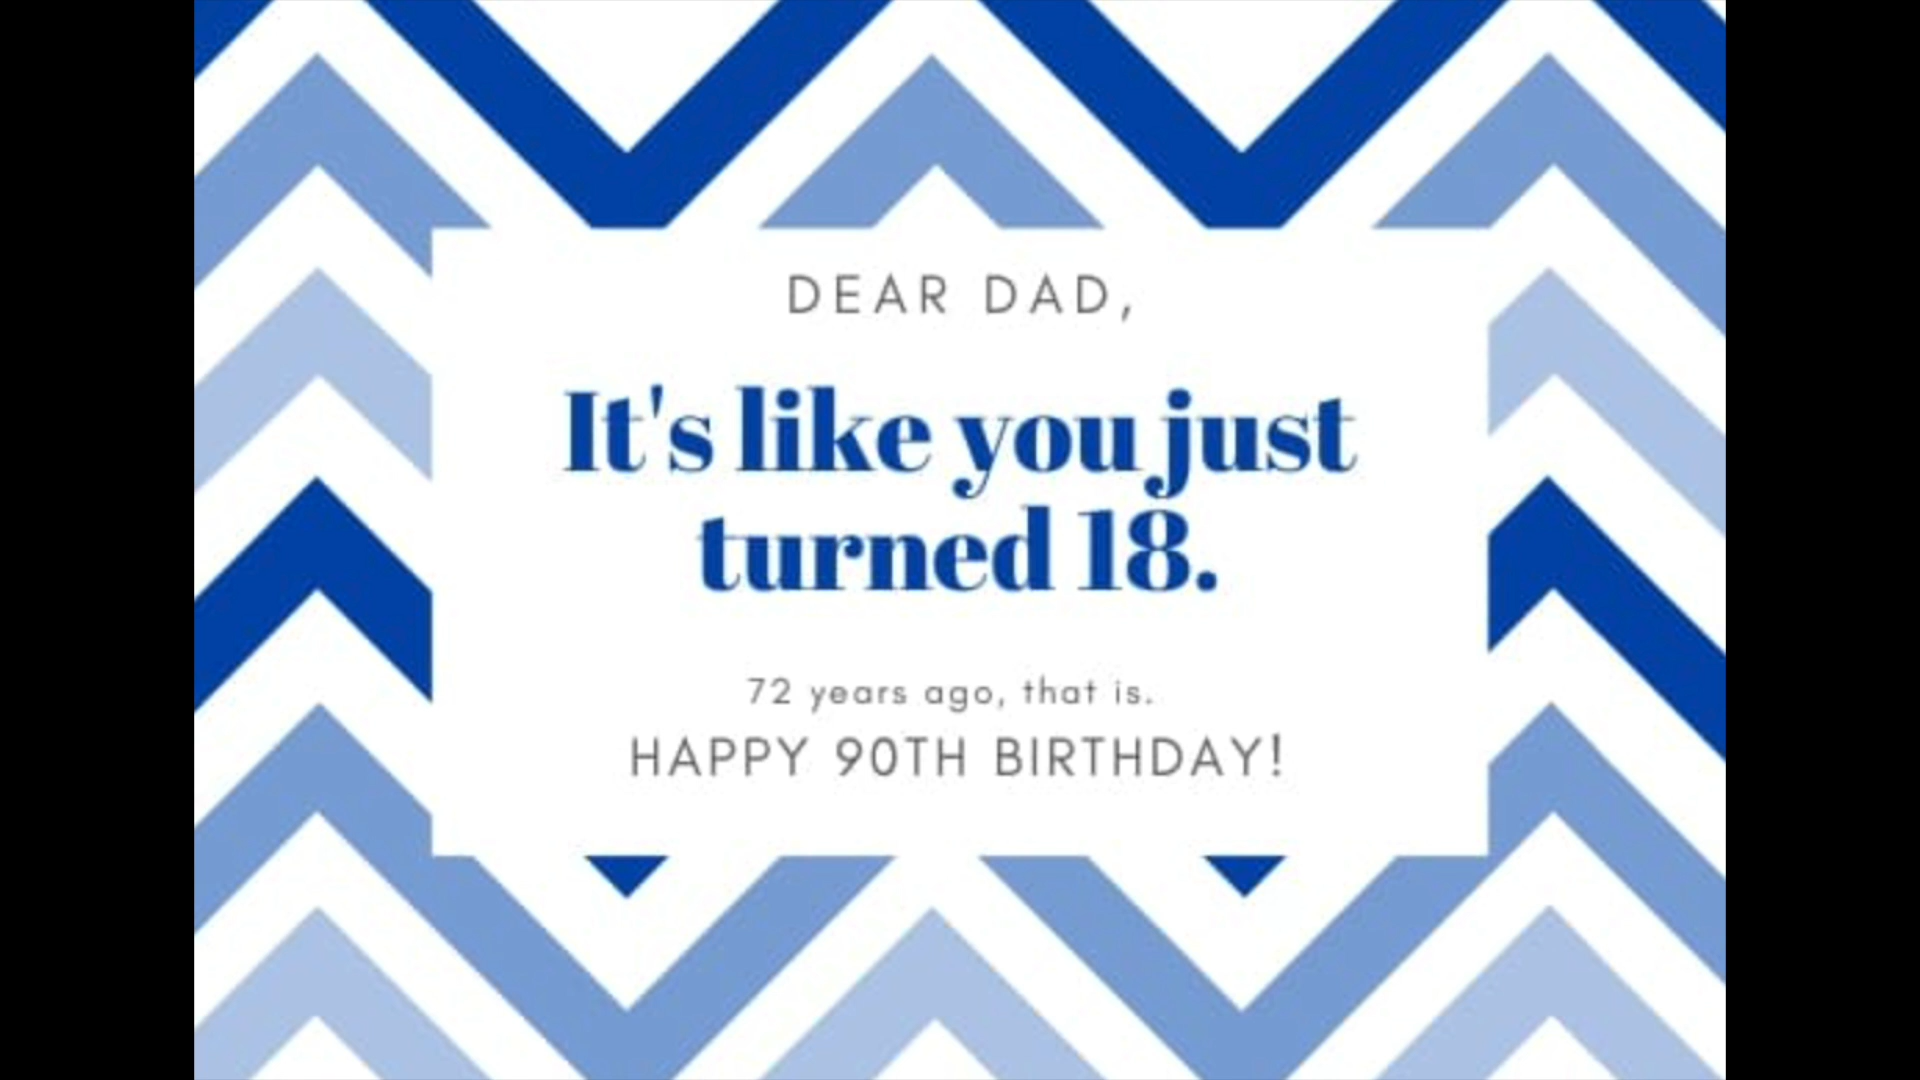 DEAR DAD,
It's like you just
turned 18.
72 years ago, that is.
HAPPY 90TH BIRTHDAY!